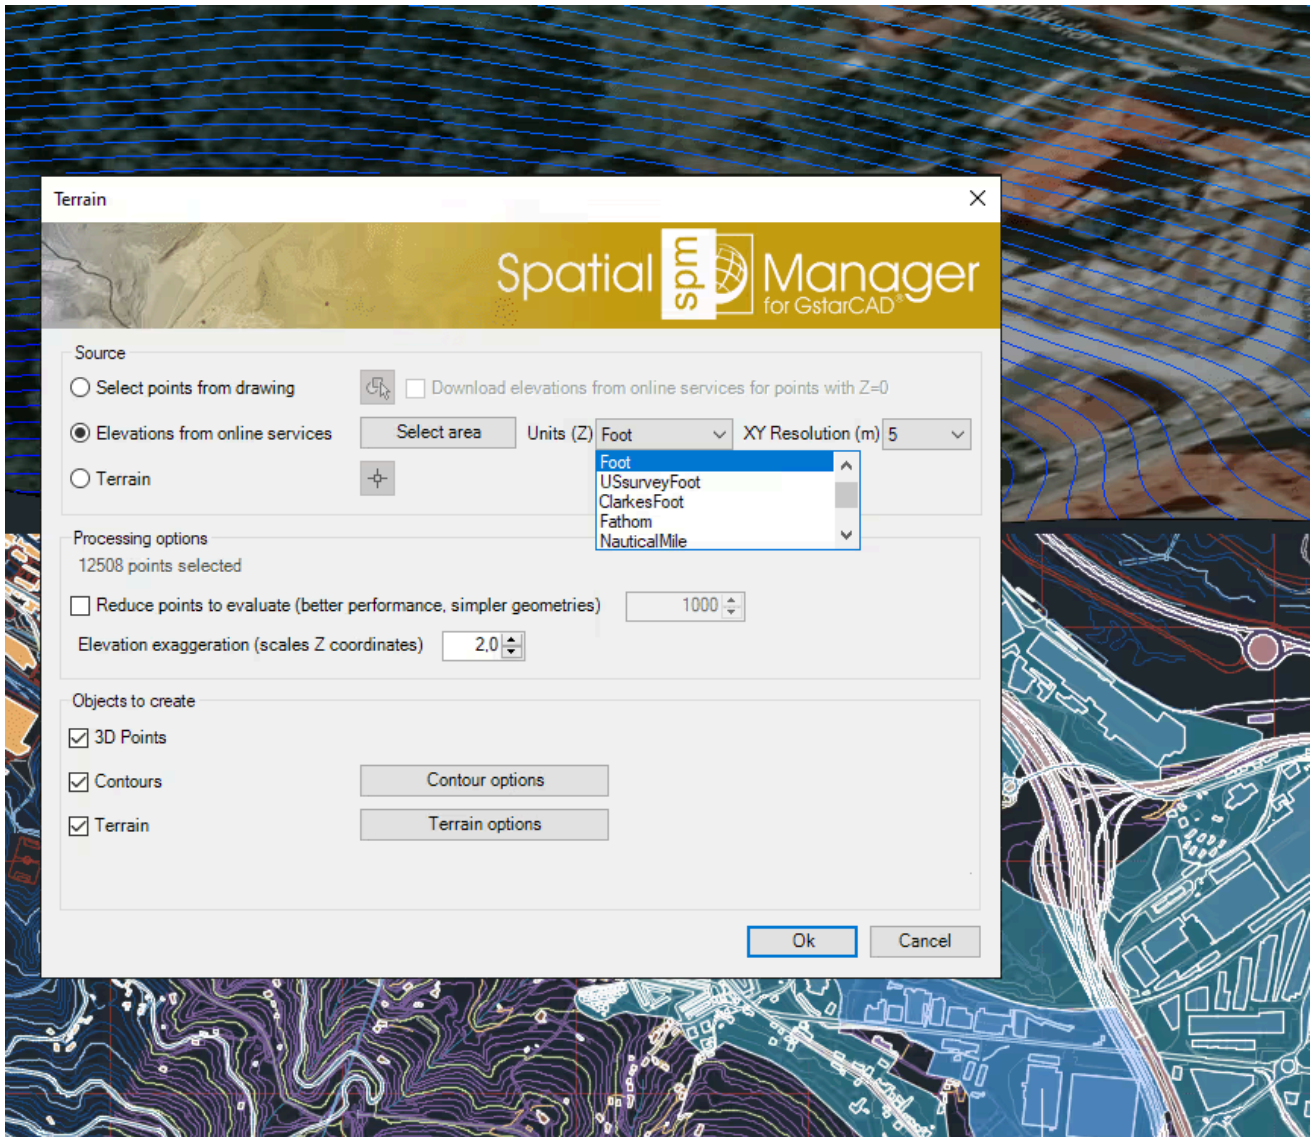 Terrain
Spatial spm Manager
for GstarCAD®
Source
Select points from drawing Download elevations from online services for points with Z=0
Elevations from online services Select area Units (Z) Foot XY Resolution (m) 5
Foot
USsurveyFoot
ClarkesFoot
Fathom
NauticalMile
Terrain
Processing options
12508 points selected
Reduce points to evaluate (better performance, simpler geometries) 1000
Elevation exaggeration (scales Z coordinates) 2,0
Objects to create
3D Points
Contours Contour options
Terrain Terrain options
Ok Cancel